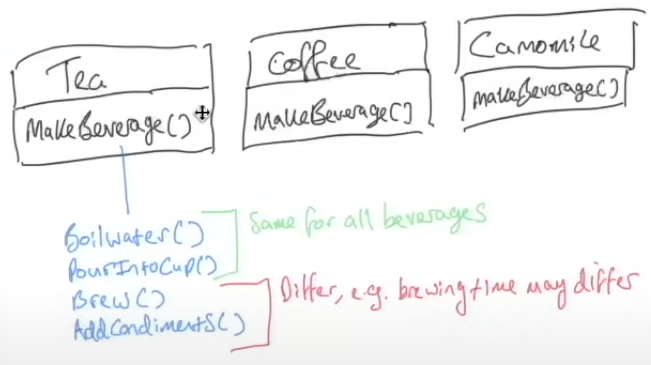 Tea
MakeBeverage()
Coffee
MakeBeverage()
Camomile
makeBeverage()
Boilwater()
PourIntoCup()
Brew()
AddCondimentS()
Same for all beverages
Differ, e.g. brewing time may differ